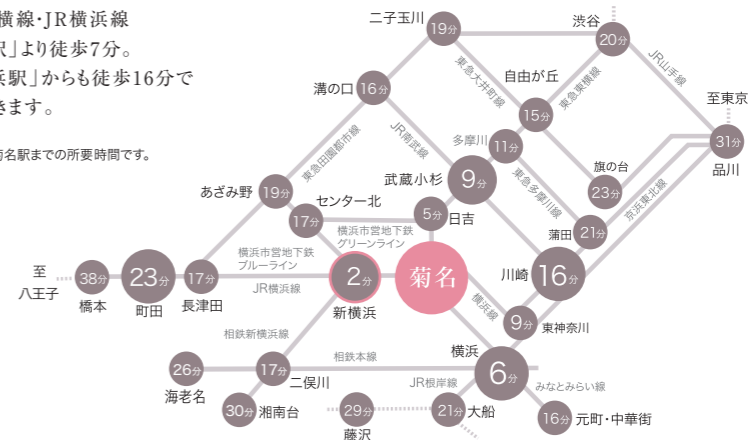 横線・JR横浜線
駅」より徒歩7分。
浜駅」からも徒歩16分で
きます。
菊名駅までの所要時間です。
二子玉川
19分
渋谷
20分
JR山手線
至東京
31分
品川
東急大井町線
自由が丘
15分
東急東横線
溝の口
16分
JR南武線
多摩川
11分
東急多摩川線
旗の台
23分
京浜東北線
東急田園都市線
武蔵小杉
9分
あざみ野
19分
センター北
17分
5分
日吉
横浜市営地下鉄
グリーンライン
蒲田
21分
至
八王子
38分
橋本
23分
町田
17分
長津田
横浜市営地下鉄
ブルーライン
JR横浜線
2分
新横浜
菊名
川崎
16分
横浜線
9分
東神奈川
相鉄新横浜線
相鉄本線
横浜
6分
26分
海老名
17分
二俣川
30分
湘南台
JR根岸線
みなとみらい線
29分
藤沢
21分
大船
16分
元町・中華街